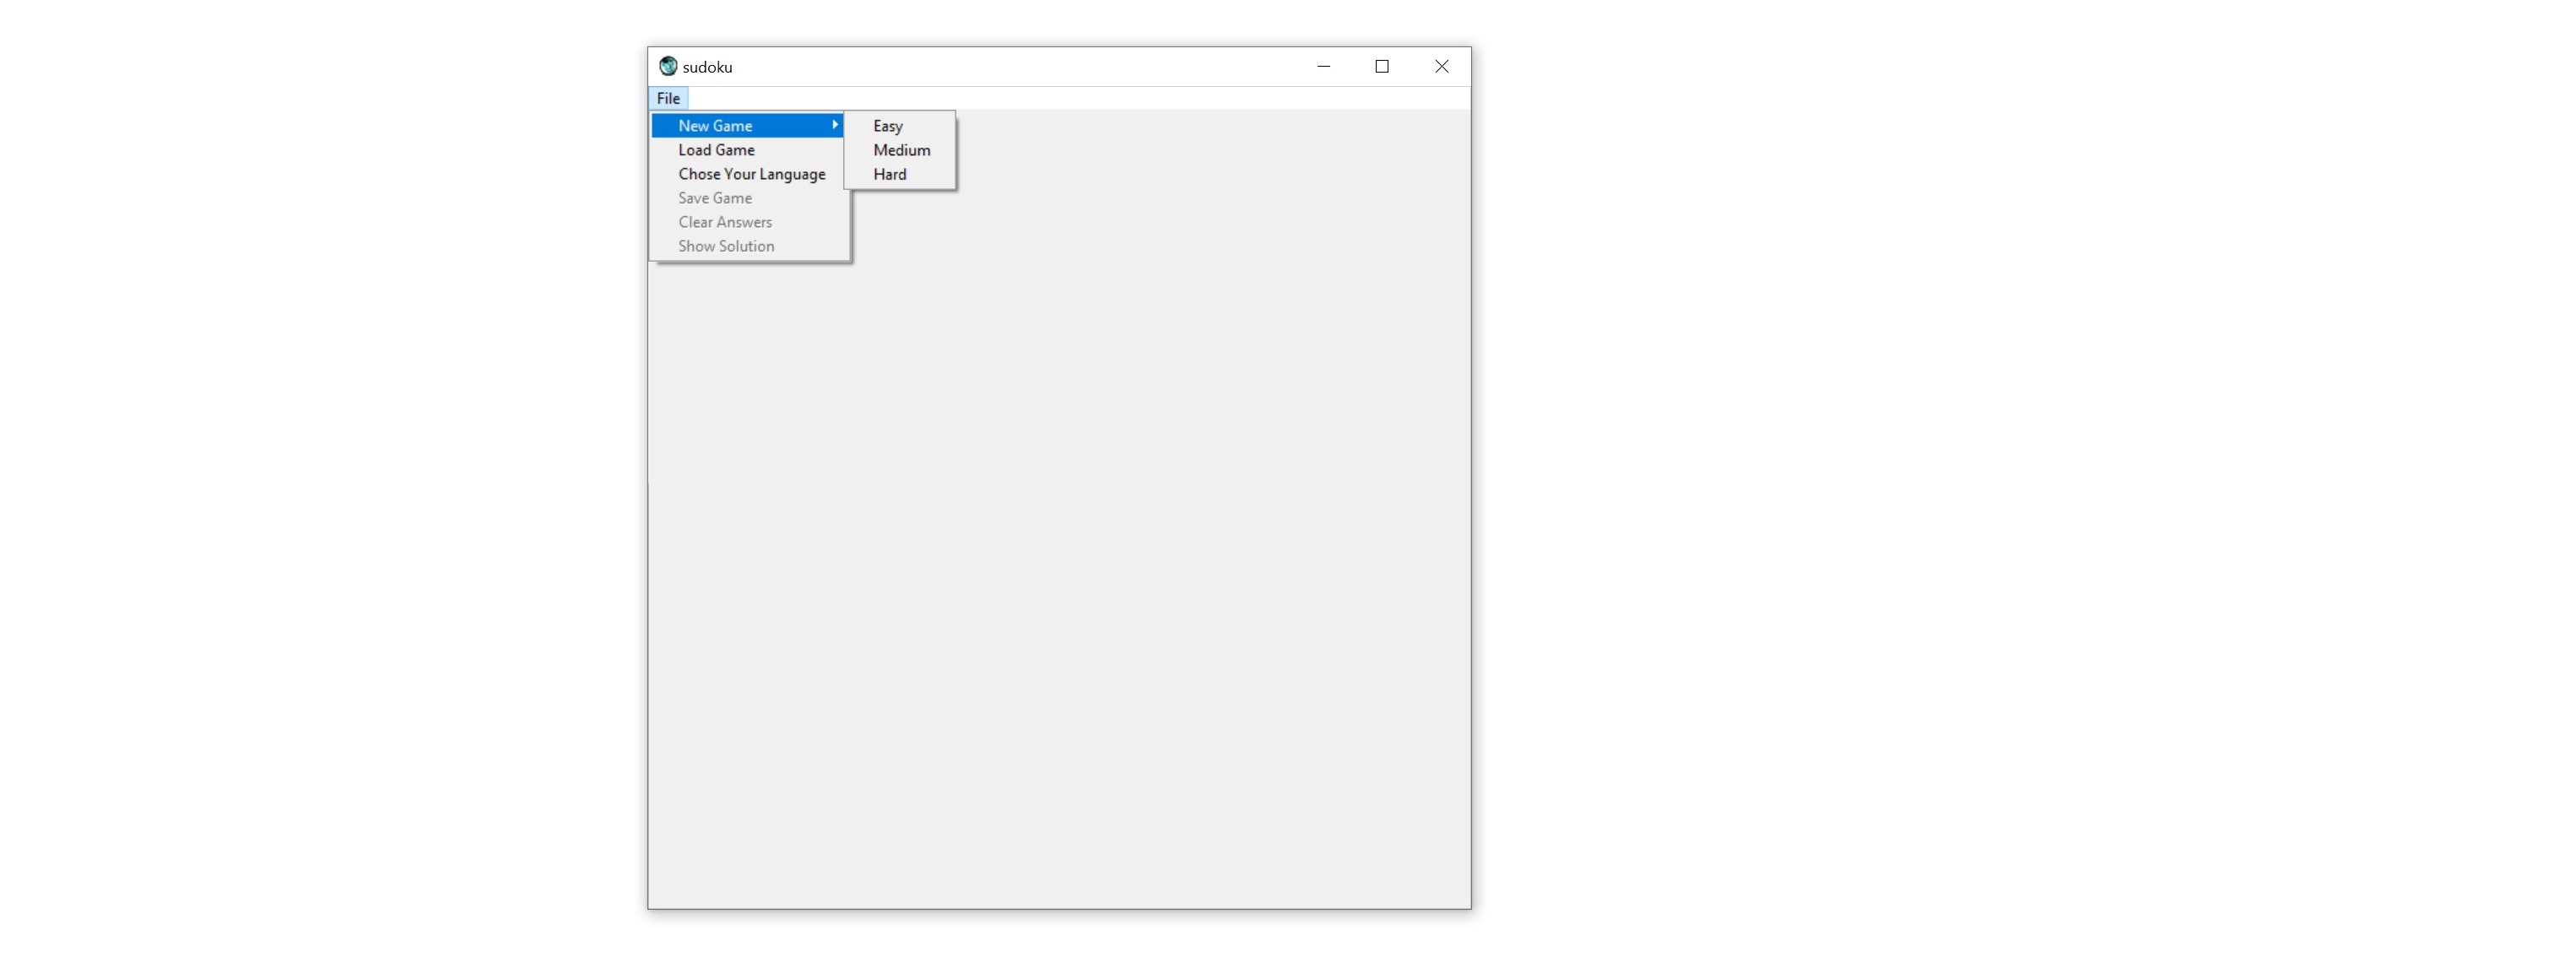 sudoku
File
New Game
Easy
Load Game
Medium
Chose Your Language
Hard
Save Game
Clear Answers
Show Solution